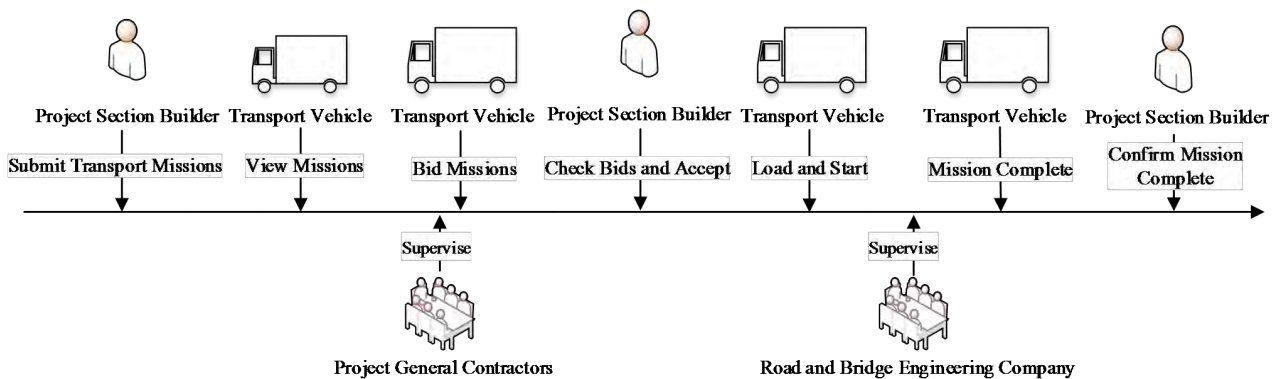 Project Section Builder
Transport Vehicle
Transport Vehicle
Project Section Builder
Transport Vehicle
Transport Vehicle
Project Section Builder
Submit Transport Missions
View Missions
Bid Missions
Check Bids and Accept
Load and Start
Mission Complete
Confirm Mission
Complete
Supervise
Supervise
Project General Contractors
Road and Bridge Engineering Company